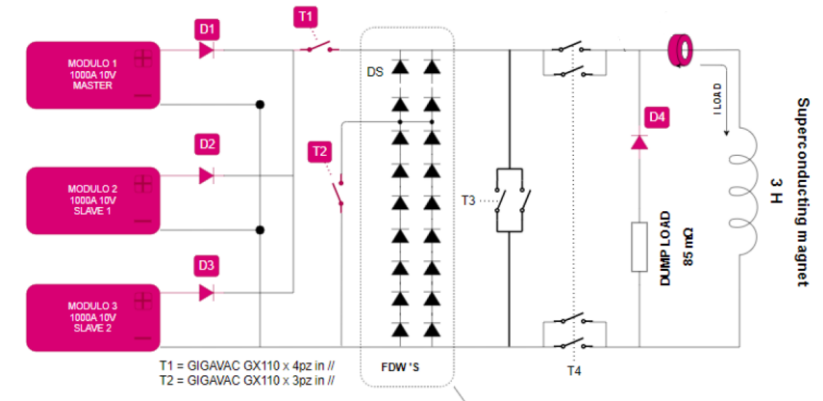 D1
T1
MODULO 1
1000A 10V
MASTER
DS
D4
I LOAD
D2
T2
MODULO 2
1000A 10V
SLAVE 1
T3
DUMP LOAD
85 mΩ
Superconducting magnet
3 H
D3
MODULO 3
1000A 10V
SLAVE 2
T1 = GIGAVAC GX110 x 4pz in //
T2 = GIGAVAC GX110 x 3pz in //
FDW'S
T4